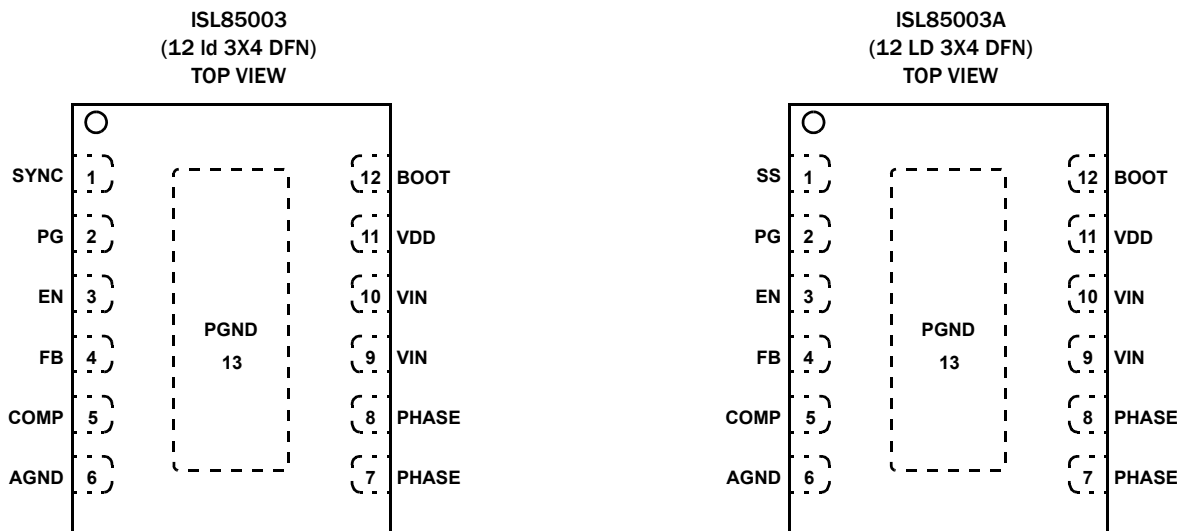 ISL85003
(12 ld 3X4 DFN)
TOP VIEW
SYNC 1
12 BOOT
PG 2
11 VDD
EN 3
10 VIN
FB 4
9 VIN
COMP 5
8 PHASE
AGND 6
7 PHASE
PGND
13
ISL85003A
(12 LD 3X4 DFN)
TOP VIEW
SS 1
12 BOOT
PG 2
11 VDD
EN 3
10 VIN
FB 4
9 VIN
COMP 5
8 PHASE
AGND 6
7 PHASE
PGND
13